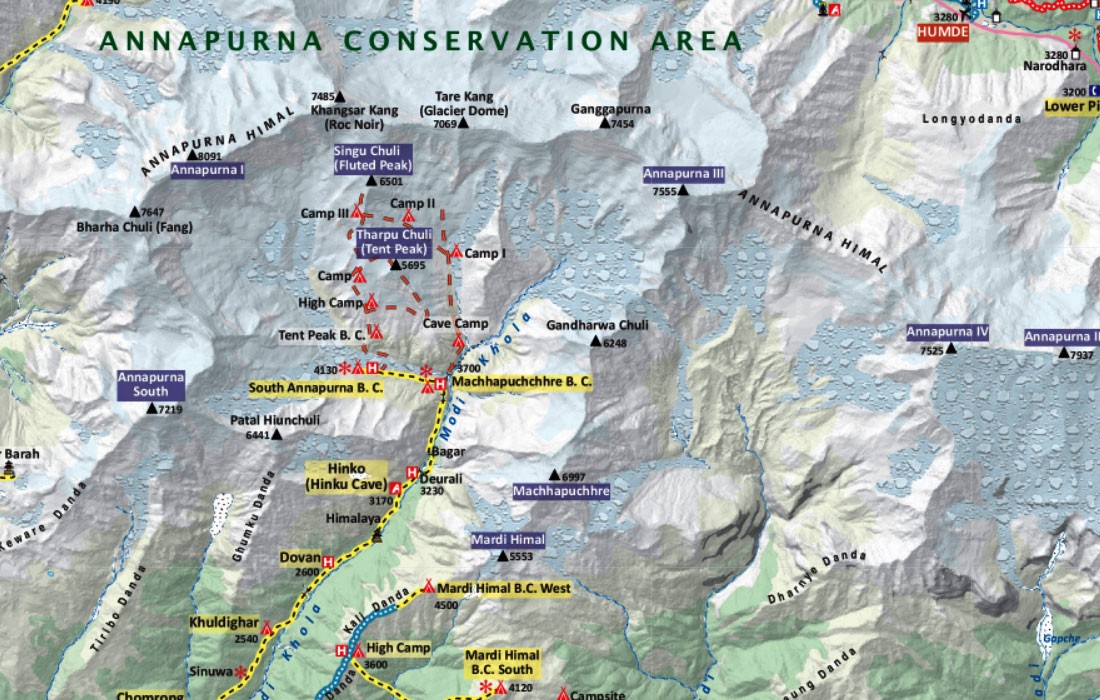 4190
ANNAPURNA CONSERVATION AREA
3280
HUMDE
3280
Narodhara
3200
Lower Pi
Longyodanda
7485
Khangsar Kang
(Roc Noir)
Tare Kang
(Glacier Dome)
7069
Ganggapurna
7454
ANNAPURNA HIMAL
8091
Annapurna I
Singu Chuli
(Fluted Peak)
6501
Annapurna III
7555
ANNAPURNA HIMAL
7647
Bharha Chuli (Fang)
Camp III
Camp II
Tharpu Chuli
(Tent Peak)
5695
Camp I
Camp
High Camp
Cave Camp
Tent Peak B. C.
Modi Khola
Gandharwa Chuli
6248
Annapurna IV
7525
Annapurna II
7937
4130
3700
South Annapurna B. C.
Machhapuchchhre B. C.
Annapurna
South
7219
Patal Hiunchuli
6441
Barah
Bagar
Hinko
(Hinku Cave)
3170
Deurali
3230
6997
Machhapuchhre
Keware Danda
Ghumku Danda
Himalaya
Mardi Himal
5553
Dovan
2600
Tiribo Danda
Mardi Himal B.C. West
4500
Kali Danda
Dharnye Danda
Khuldighar
2540
Khola
High Camp
3600
Mardi Himal
B.C. South
4120
Sinuwa
Danda
Gapche
ung Danda
Chomrong
di
Campsite